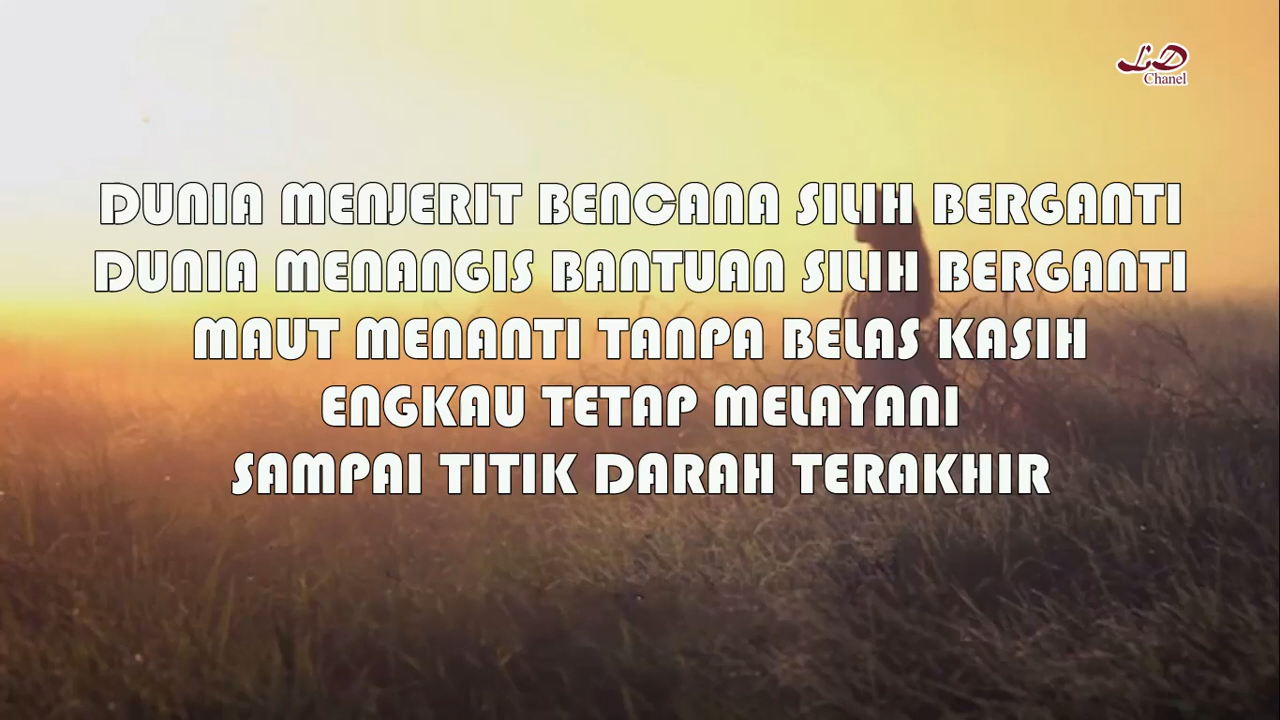 LD
Chanel
DUNIA MENJERIT BENCANA SILIH BERGANTI
DUNIA MENANGIS BANTUAN SILIH BERGANTI
MAUT MENANTI TANPA BELAS KASIH
ENGKAU TETAP MELAYANI
SAMPAI TITIK DARAH TERAKHIR